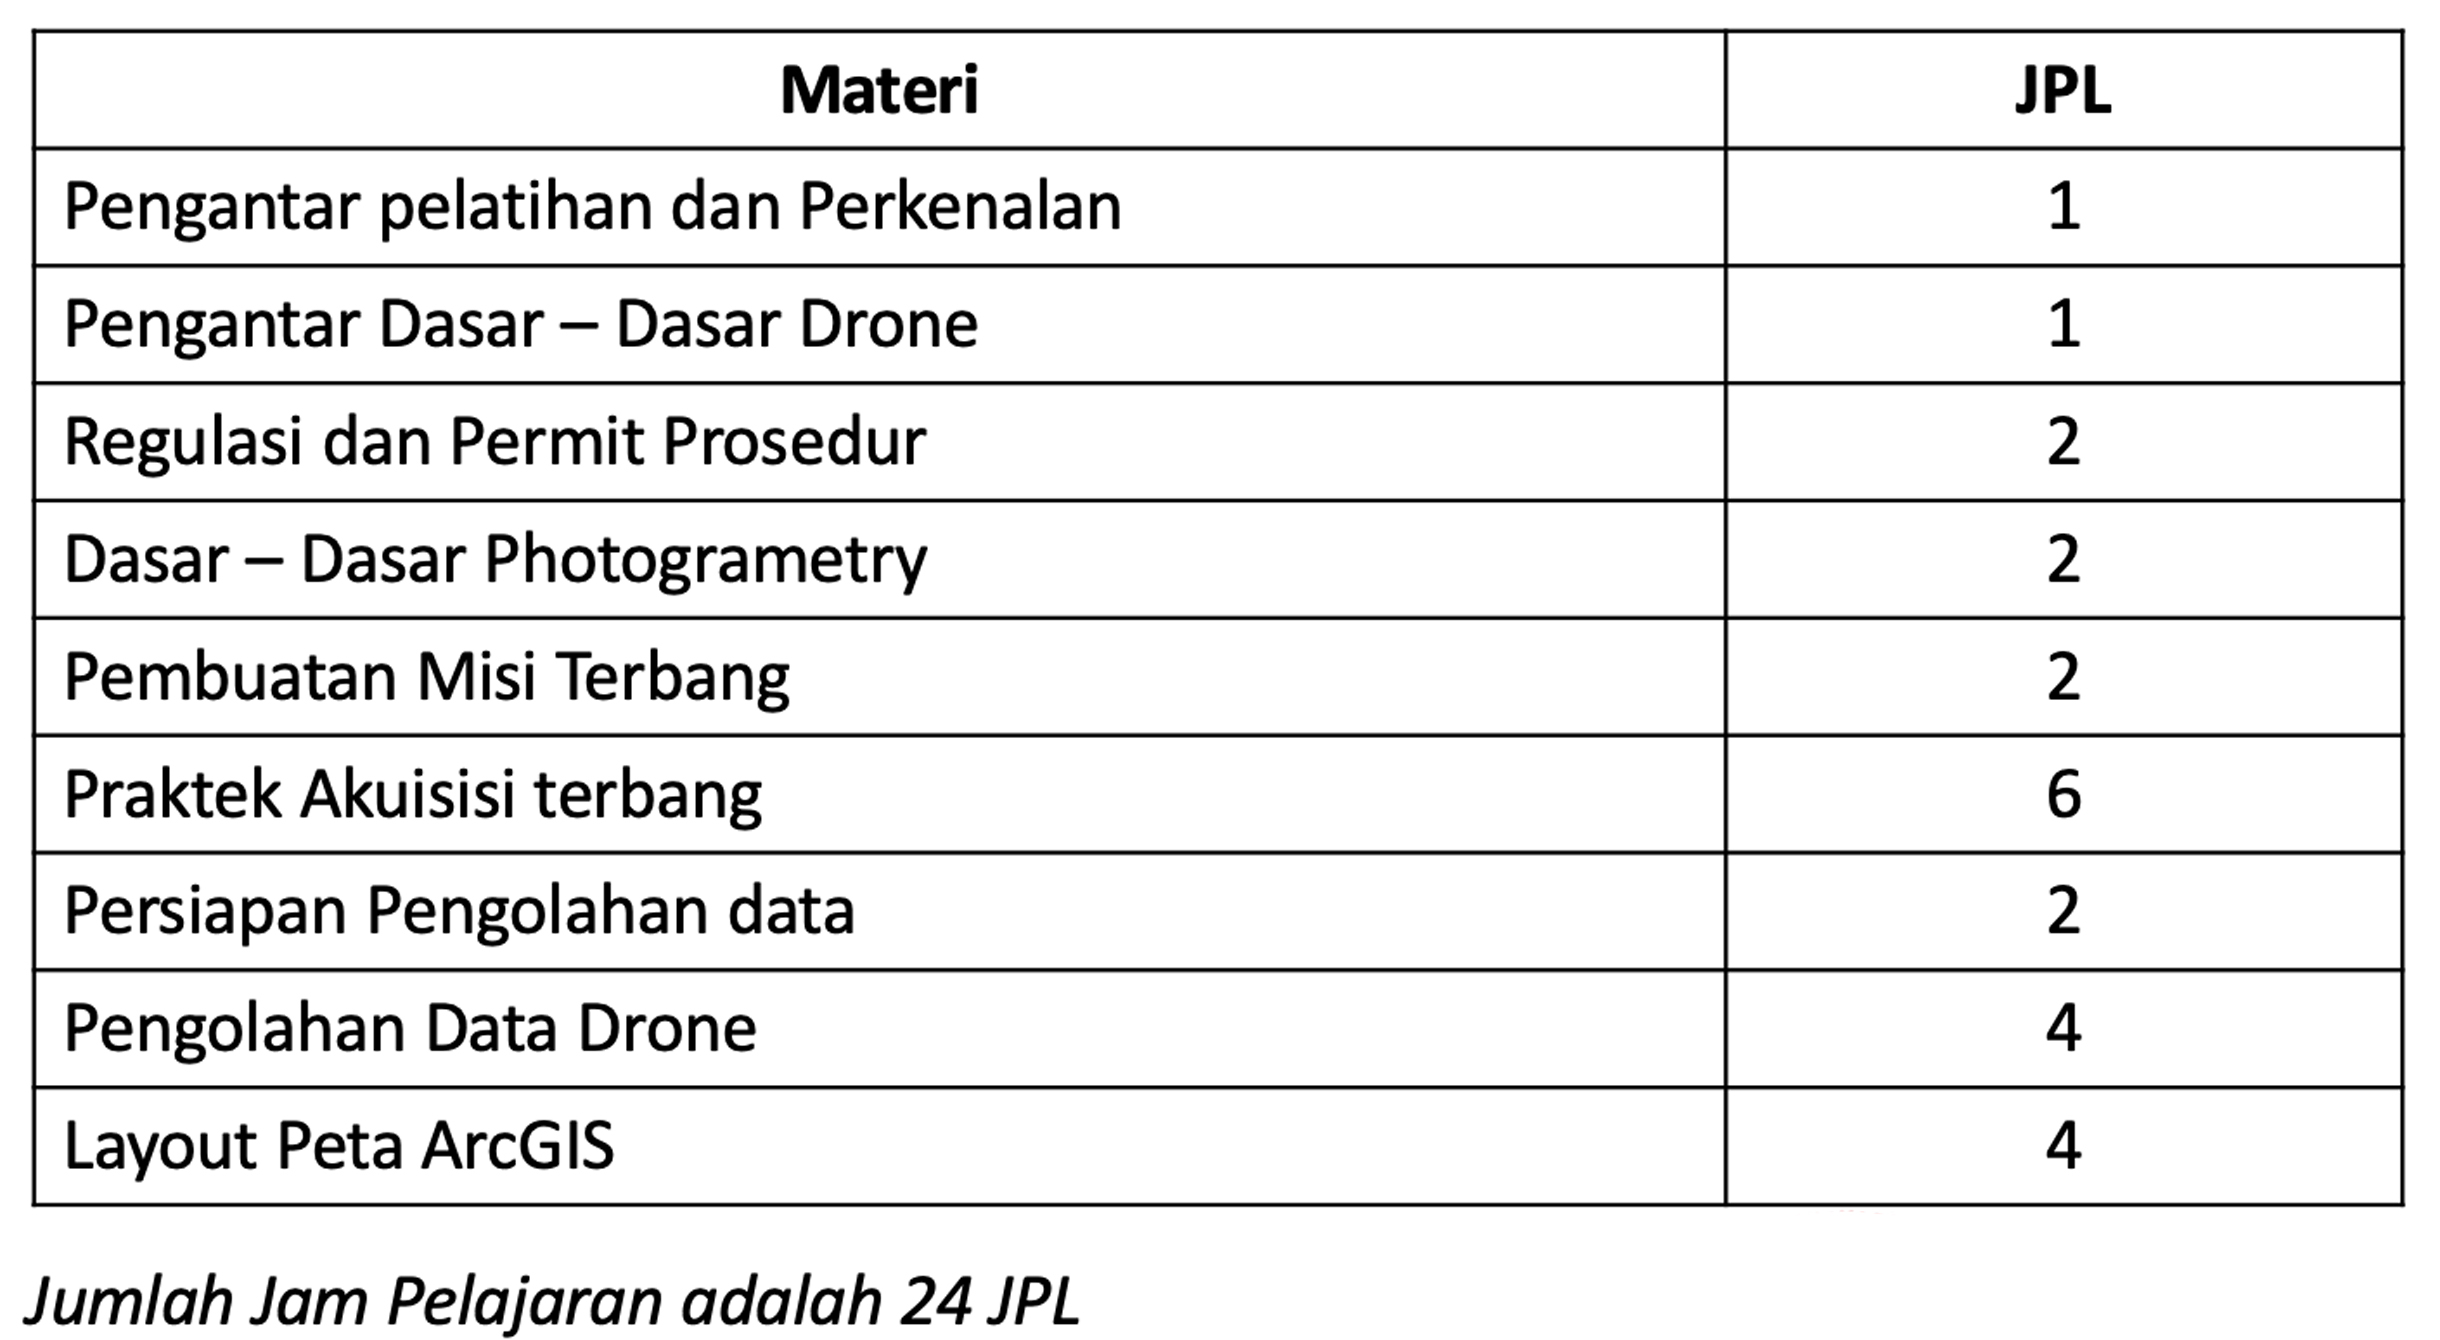 Materi JPL
Pengantar pelatihan dan Perkenalan 1
Pengantar Dasar – Dasar Drone 1
Regulasi dan Permit Prosedur 2
Dasar – Dasar Photogrametry 2
Pembuatan Misi Terbang 2
Praktek Akuisisi terbang 6
Persiapan Pengolahan data 2
Pengolahan Data Drone 4
Layout Peta ArcGIS 4
Jumlah Jam Pelajaran adalah 24 JPL